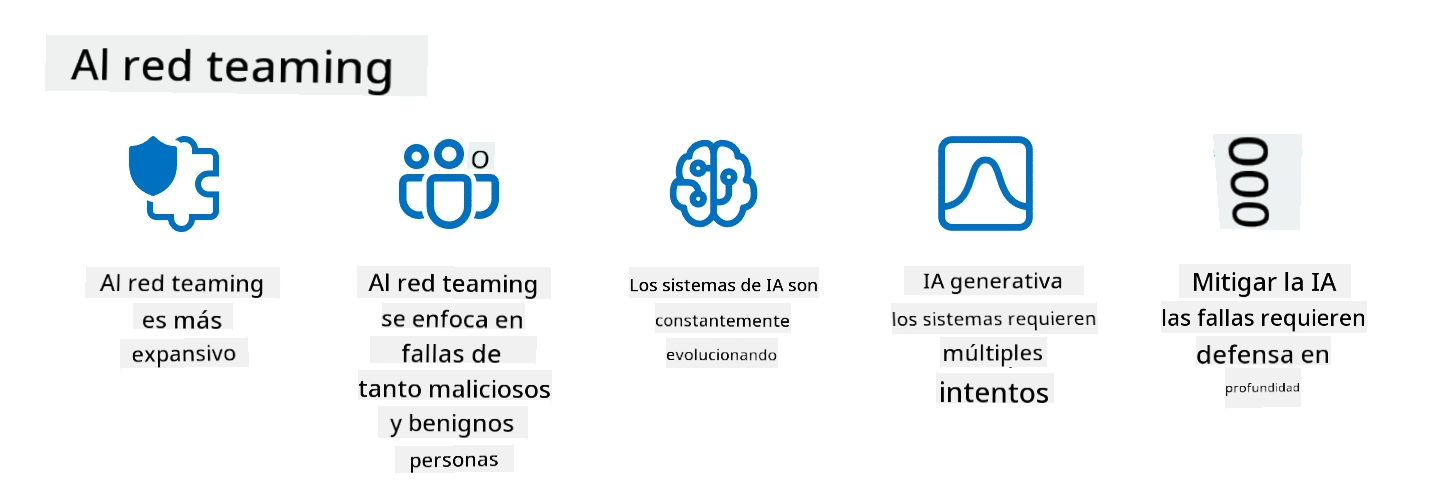 Al red teaming
O
000
Al red teaming
es más
expansivo
Al red teaming
se enfoca en
fallas de
tanto maliciosos
y benignos
personas
Los sistemas de IA son
constantemente
evolucionando
IA generativa
los sistemas requieren
múltiples
intentos
Mitigar la IA
las fallas requieren
defensa en
profundidad